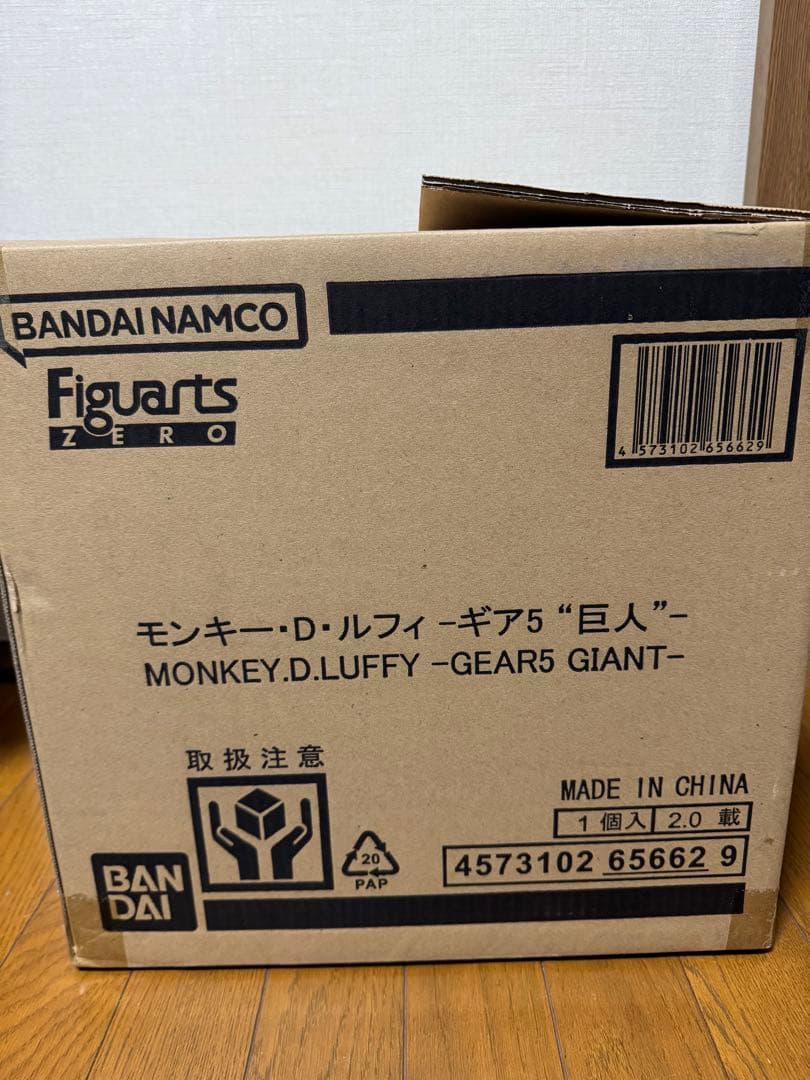 BANDAI NAMCO
Figuarts
ZERO
4 573102 656629
モンキー・D・ルフィ -ギア5 “巨人”-
MONKEY.D.LUFFY -GEAR5 GIANT-
取扱注意
MADE IN CHINA
1個入 2.0 載
20
PAP
4573102 65662 9
BAN
DAI